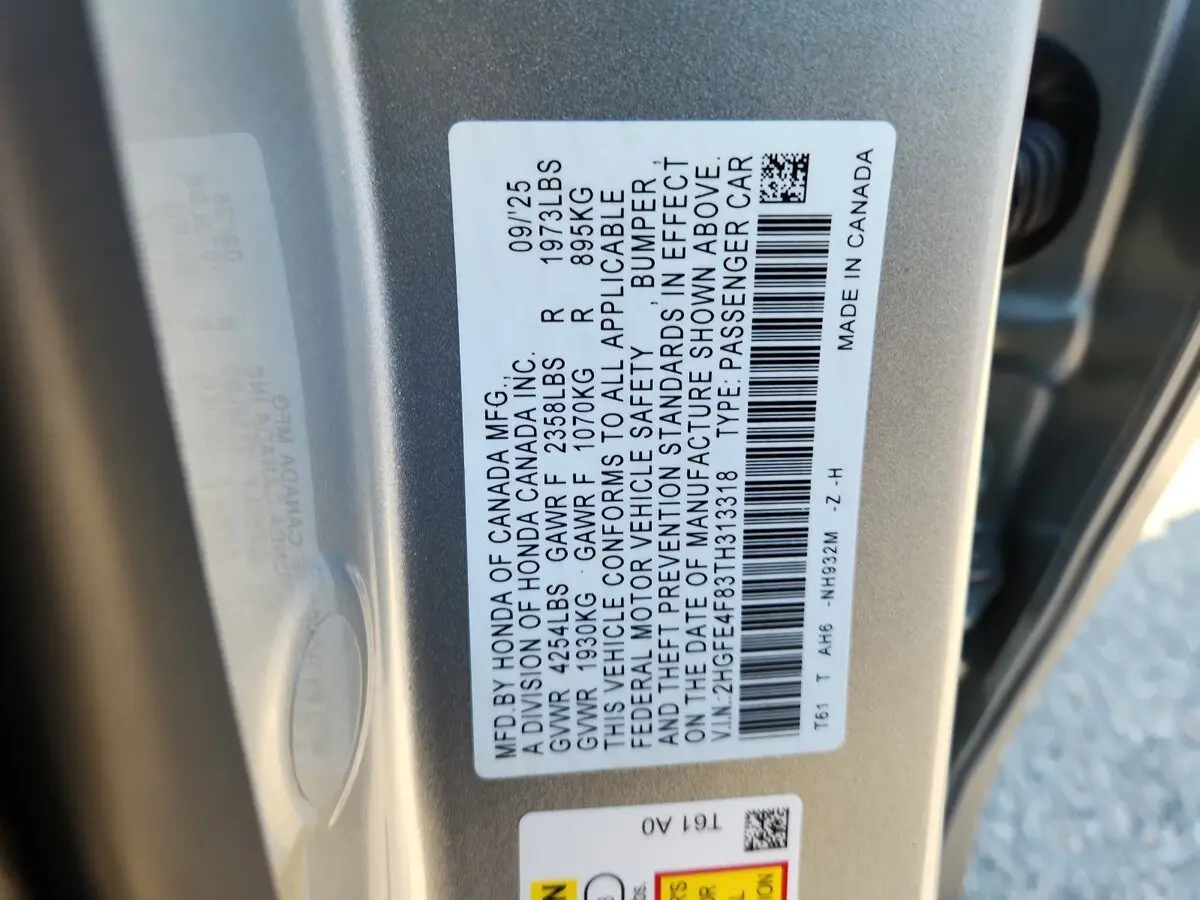 MFD.BY HONDA OF CANADA MFG.,
A DIVISION OF HONDA CANADA INC. 09/'25
GVWR 4254LBS GAWR F 2358LBS R 1973LBS
GVWR 1930KG GAWR F 1070KG R 895KG
THIS VEHICLE CONFORMS TO ALL APPLICABLE
FEDERAL MOTOR VEHICLE SAFETY , BUMPER ,
AND THEFT PREVENTION STANDARDS IN EFFECT
ON THE DATE OF MANUFACTURE SHOWN ABOVE.
V.I.N.:2HGFE4F83TH313318 TYPE: PASSENGER CAR
T61 T AH6 -NH932M -Z -H
MADE IN CANADA
T61 A0